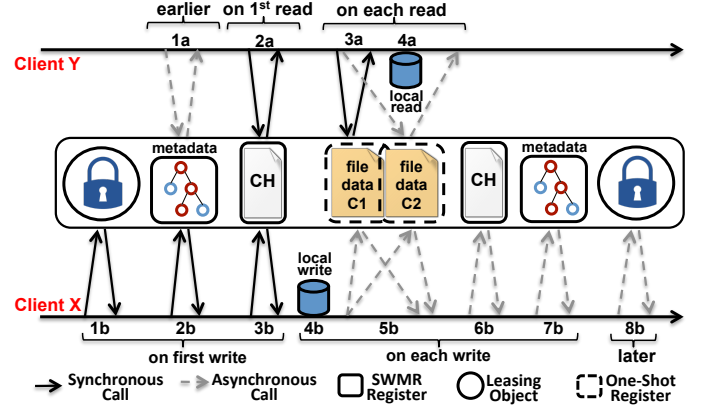 earlier
on 1st read
on each read
1a
2a
3a
4a
Client Y
local
read
metadata
CH
file
data
C1
file
data
C2
CH
metadata
local
write
Client X
1b
2b
3b
4b
5b
6b
7b
8b
on first write
on each write
later
Synchronous
Call
Asynchronous
Call
SWMR
Register
Leasing
Object
One-Shot
Register